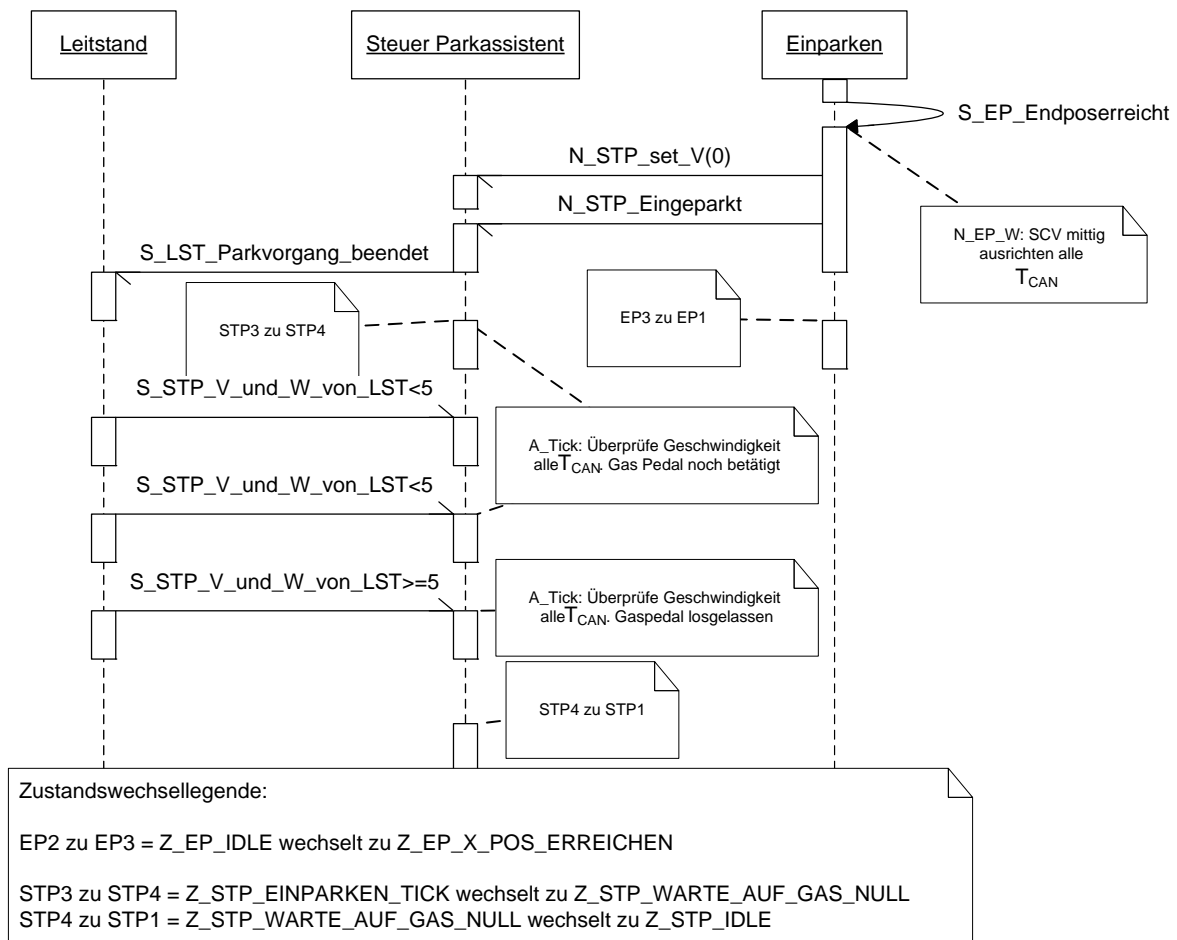 Leitstand
Steuer Parkassistent
Einparken
S_EP_Endposerreicht
N_STP_set_V(0)
N_STP_Eingeparkt
N_EP_W: SCV mittig
ausrichten alle
TCAN
S_LST_Parkvorgang_beendet
STP3 zu STP4
EP3 zu EP1
S_STP_V_und_W_von_LST<5
A_Tick: Überprüfe Geschwindigkeit
alleTCAN. Gas Pedal noch betätigt
S_STP_V_und_W_von_LST<5
S_STP_V_und_W_von_LST>=5
A_Tick: Überprüfe Geschwindigkeit
alleTCAN. Gaspedal losgelassen
STP4 zu STP1
Zustandswechsellegende:
EP2 zu EP3 = Z_EP_IDLE wechselt zu Z_EP_X_POS_ERREICHEN
STP3 zu STP4 = Z_STP_EINPARKEN_TICK wechselt zu Z_STP_WARTE_AUF_GAS_NULL
STP4 zu STP1 = Z_STP_WARTE_AUF_GAS_NULL wechselt zu Z_STP_IDLE